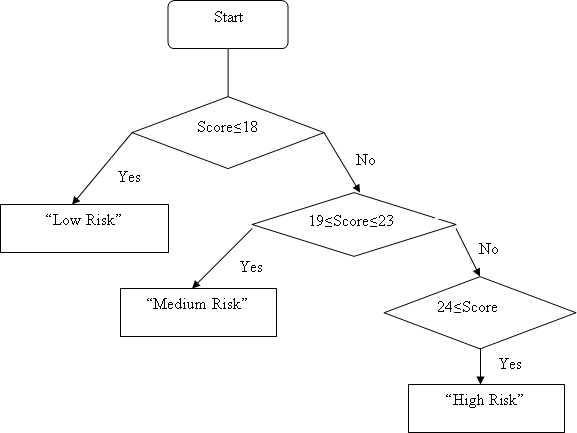 Start
Score≤18
Yes
No
“Low Risk”
19≤Score≤23
Yes
No
“Medium Risk”
24≤Score
Yes
“High Risk”